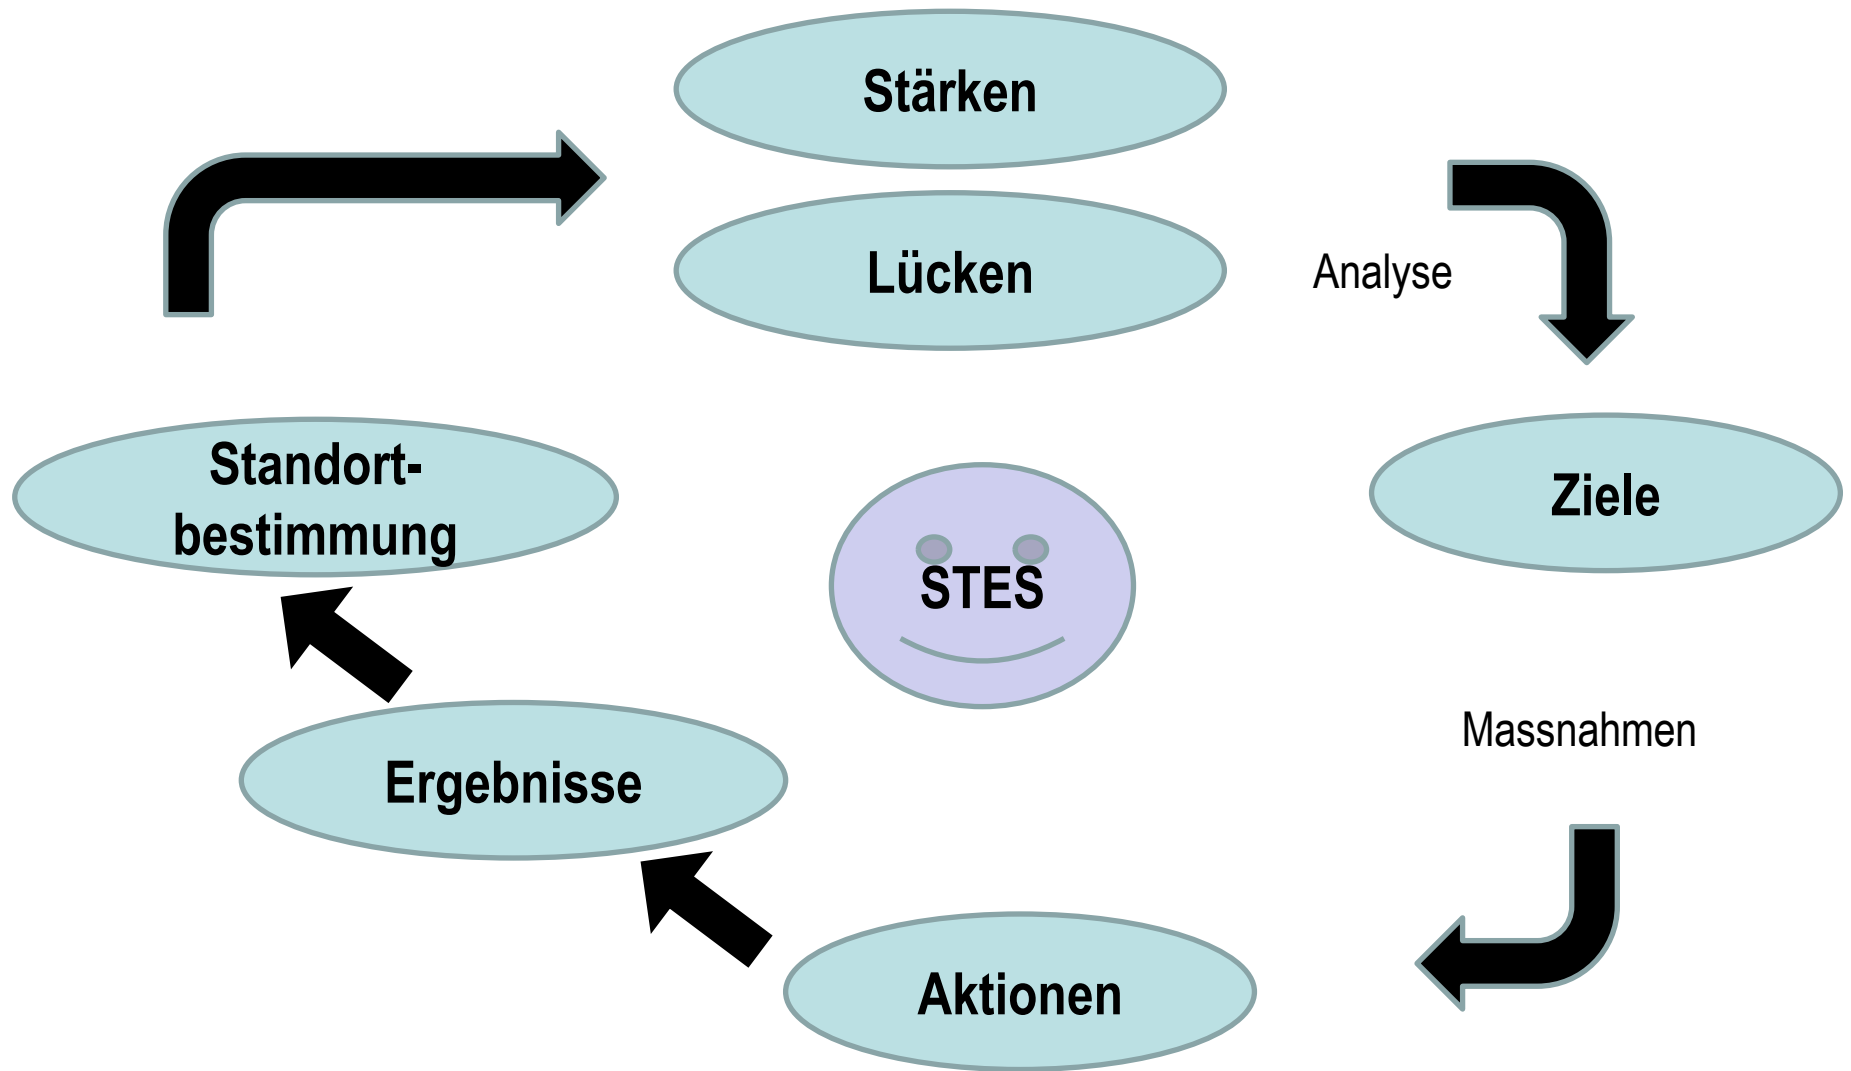 Stärken
Lücken
Analyse
Standort-
bestimmung
Ziele
STES
Massnahmen
Ergebnisse
Aktionen